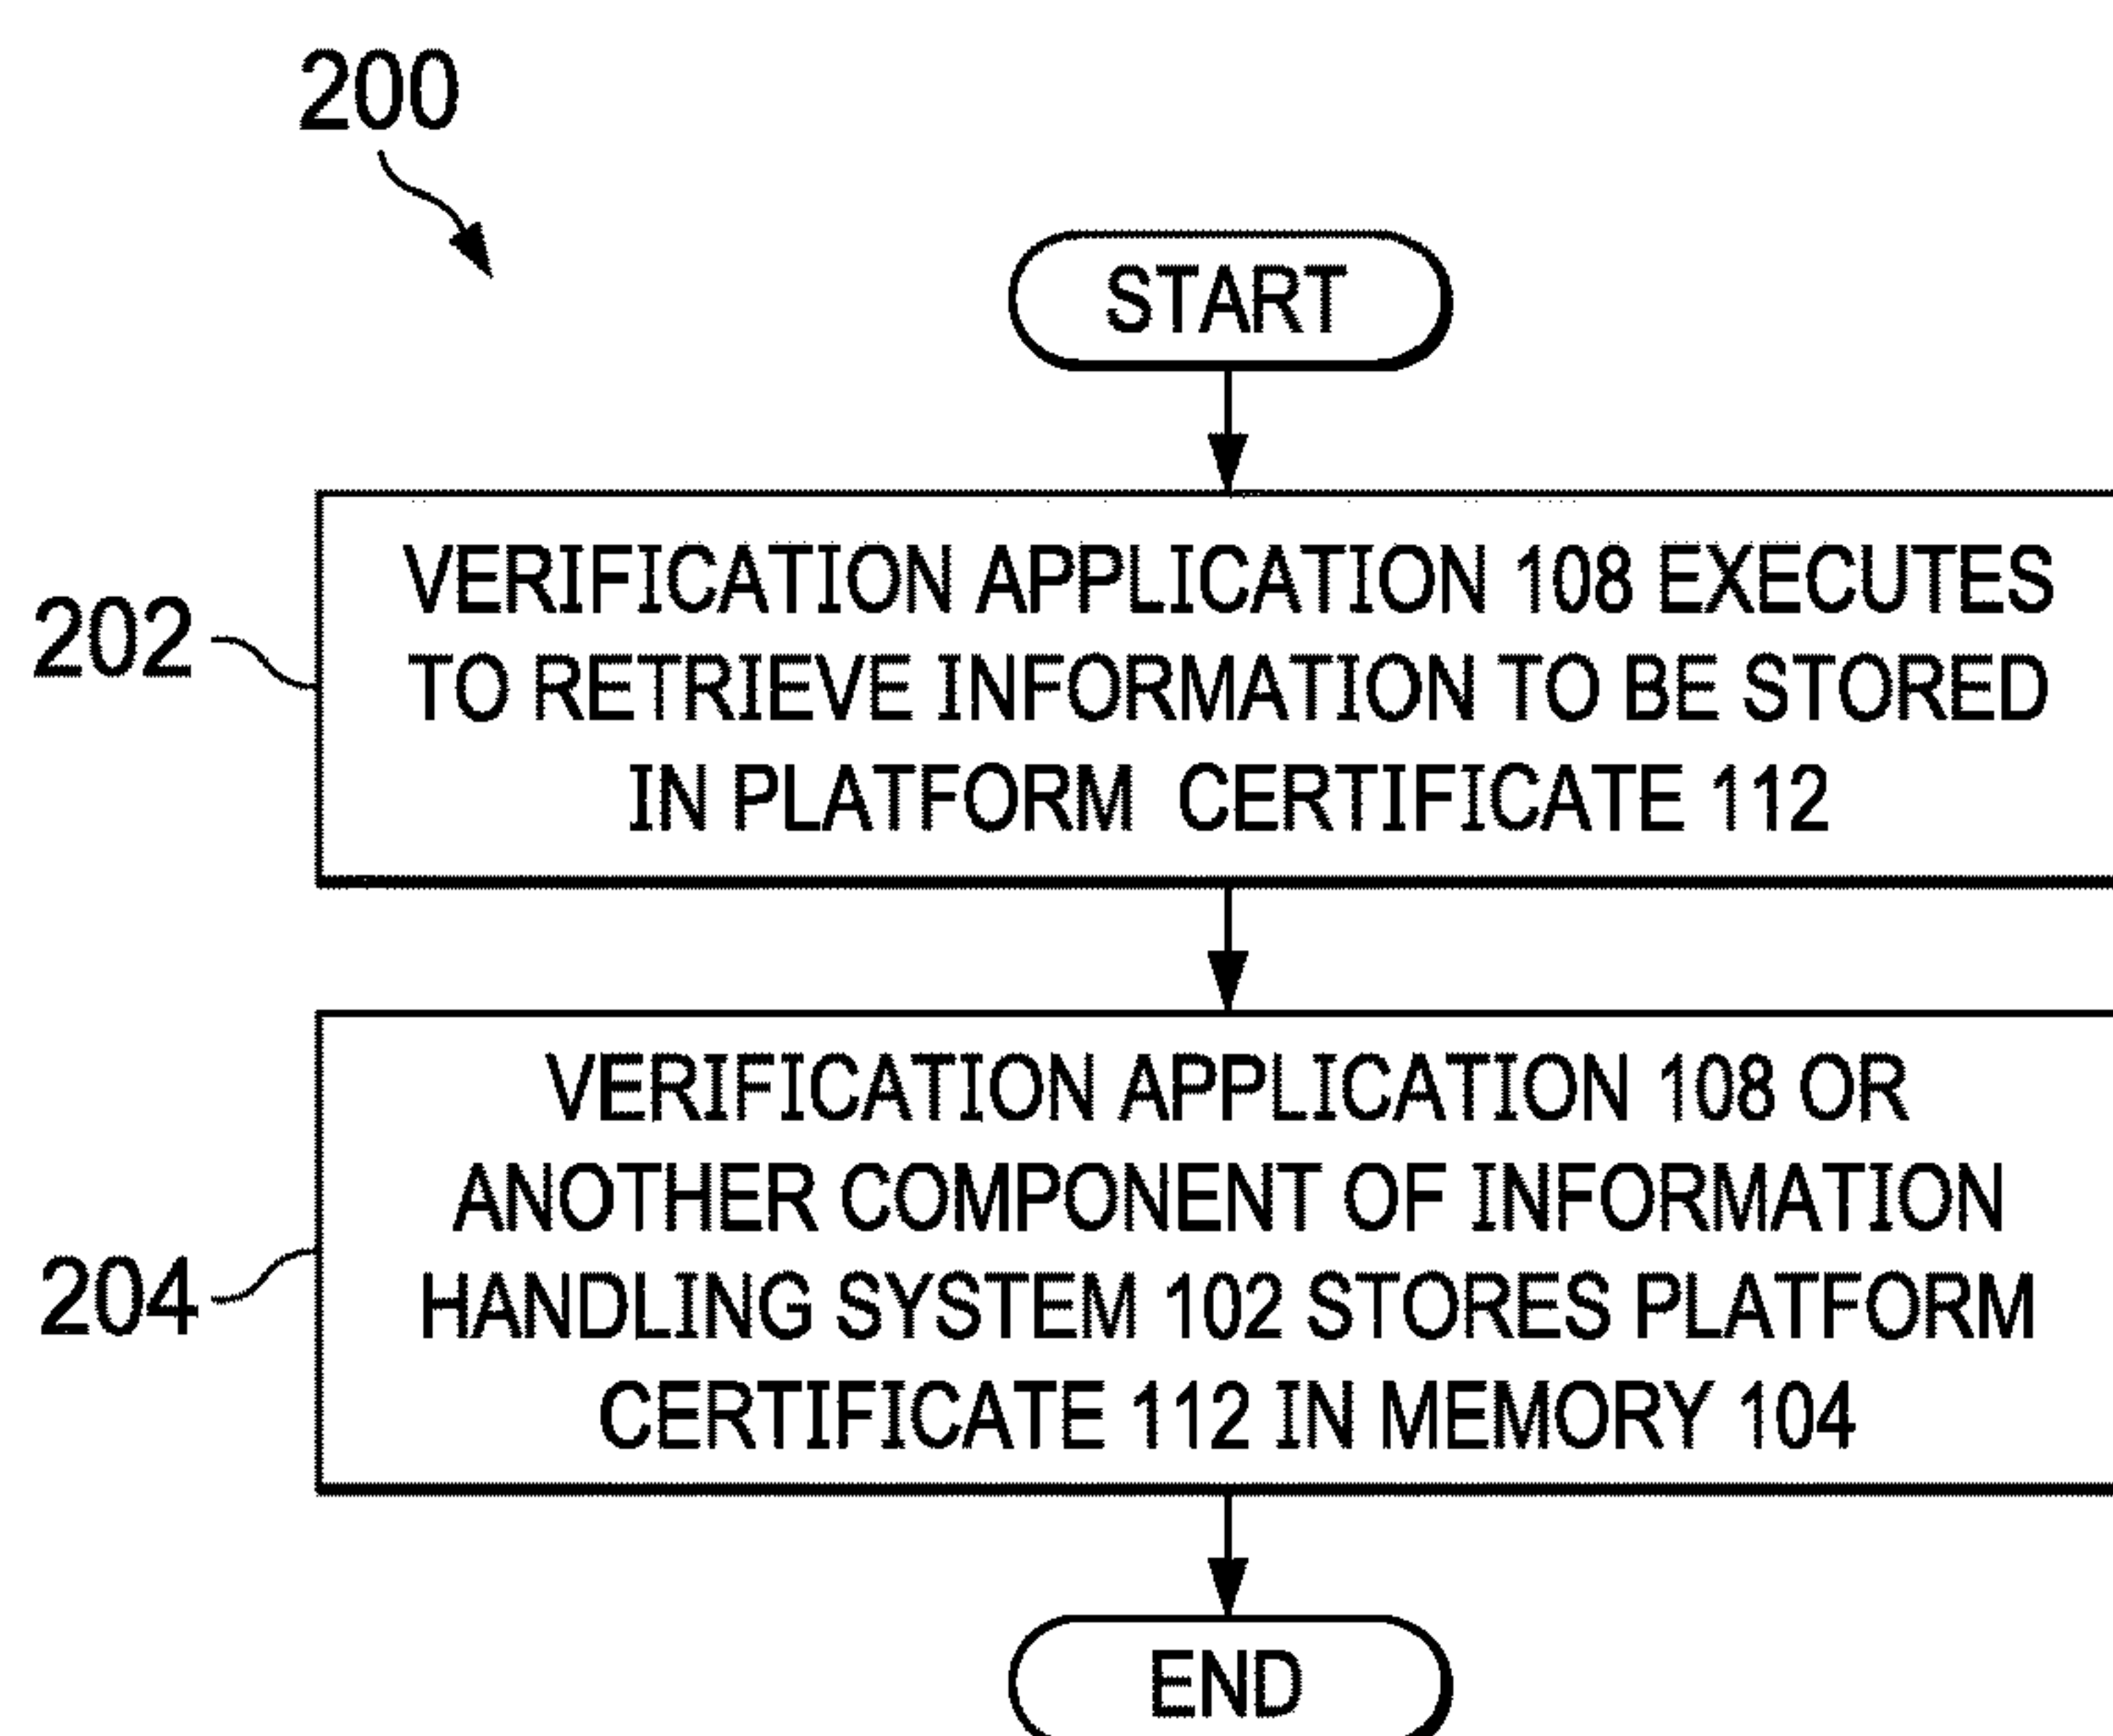 200
START
202
VERIFICATION APPLICATION 108 EXECUTES
TO RETRIEVE INFORMATION TO BE STORED
IN PLATFORM CERTIFICATE 112
204
VERIFICATION APPLICATION 108 OR
ANOTHER COMPONENT OF INFORMATION
HANDLING SYSTEM 102 STORES PLATFORM
CERTIFICATE 112 IN MEMORY 104
END